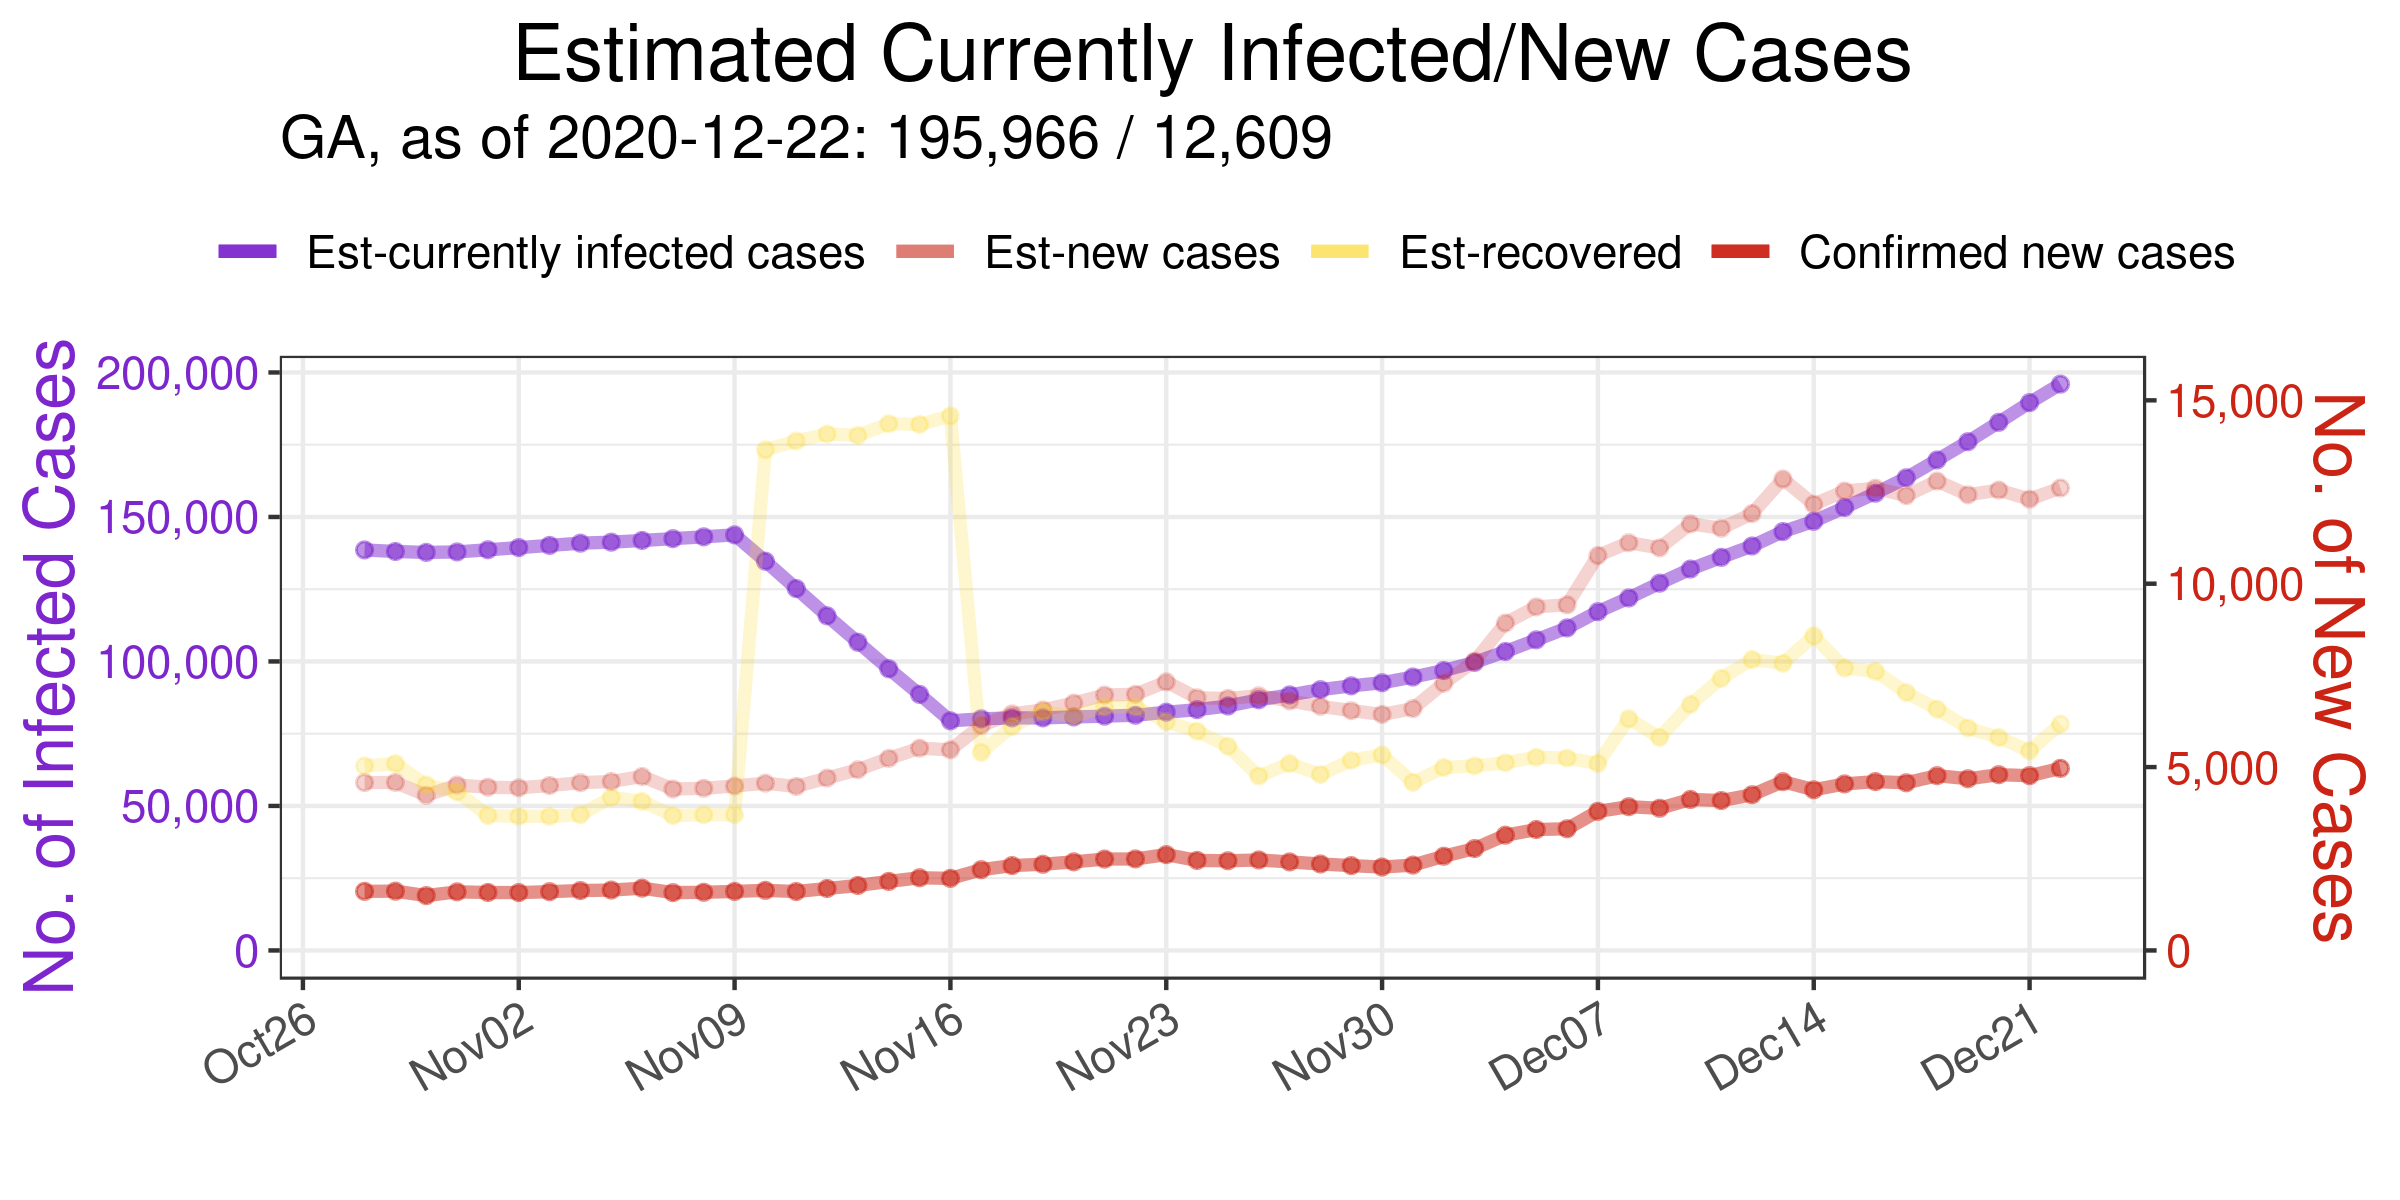 Estimated Currently Infected/New Cases
GA, as of 2020-12-22: 195,966 / 12,609
Est-currently infected cases Est-new cases Est-recovered Confirmed new cases
No. of Infected Cases
200,000
150,000
100,000
50,000
0
15,000
10,000
5,000
0
No. of New Cases
Oct26 Nov02 Nov09 Nov16 Nov23 Nov30 Dec07 Dec14 Dec21